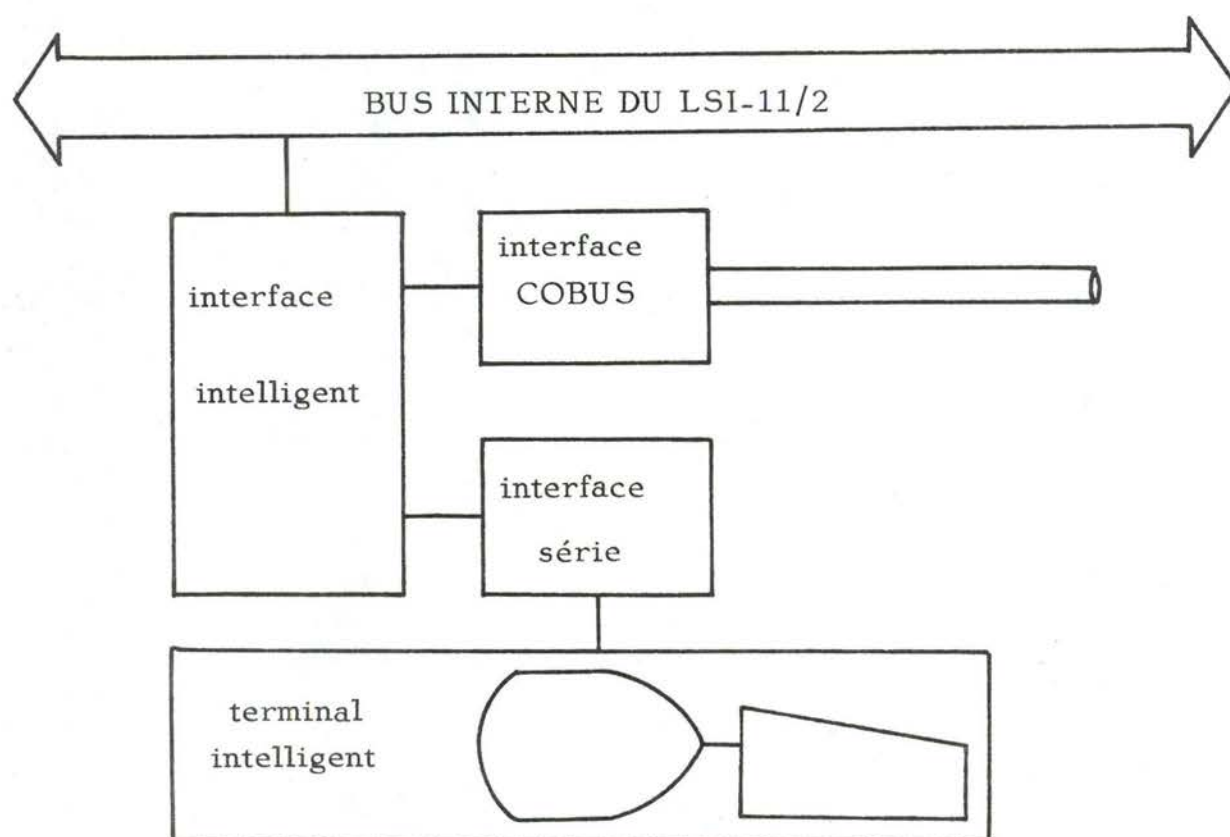 BUS INTERNE DU LSI-11/2
interface
intelligent
interface
COBUS
interface
série
terminal
intelligent